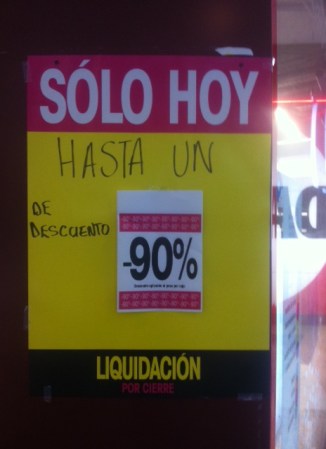 SÓLO HOY
HASTA UN
DE
DESCUENTO
-90%
LIQUIDACIÓN
POR CIERRE